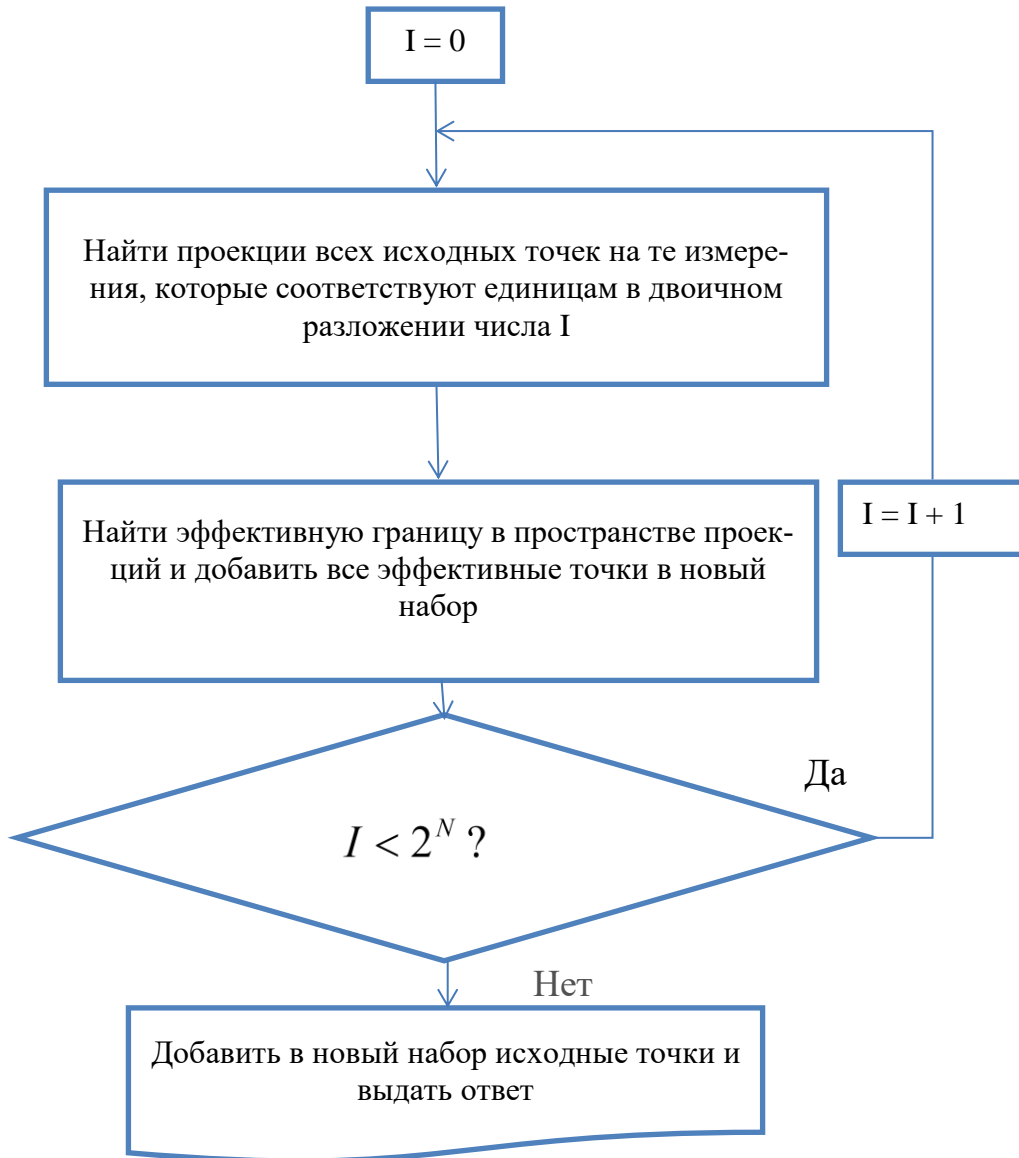 I = 0
Найти проекции всех исходных точек на те измере-
ния, которые соответствуют единицам в двоичном
разложении числа I
Найти эффективную границу в пространстве проек-
ций и добавить все эффективные точки в новый
набор
I = I + 1
Да
I < 2^N ?
Нет
Добавить в новый набор исходные точки и
выдать ответ